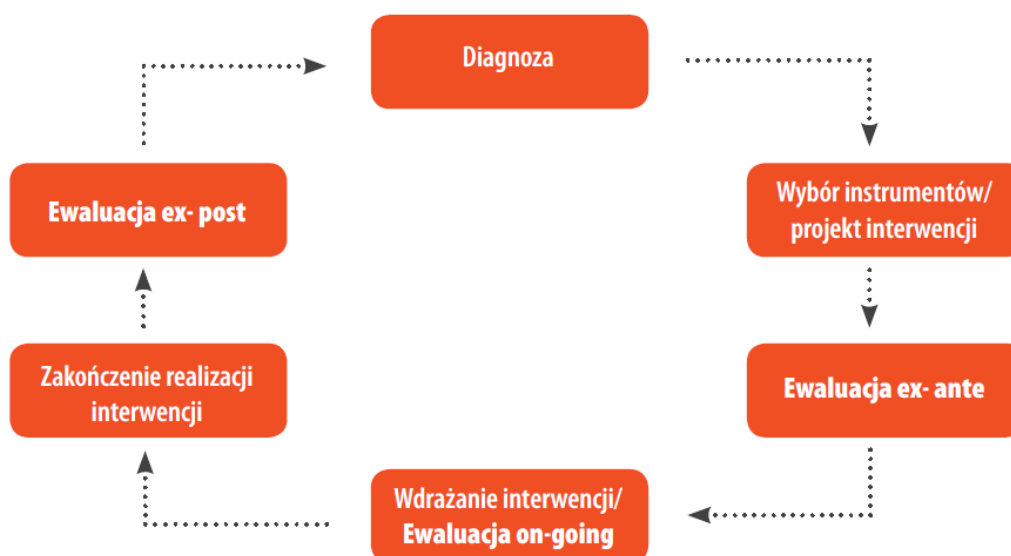 Diagnoza
Wybór instrumentów/
projekt interwencji
Ewaluacja ex- ante
Wdrażanie interwencji/
Ewaluacja on-going
Zakończenie realizacji
interwencji
Ewaluacja ex- post